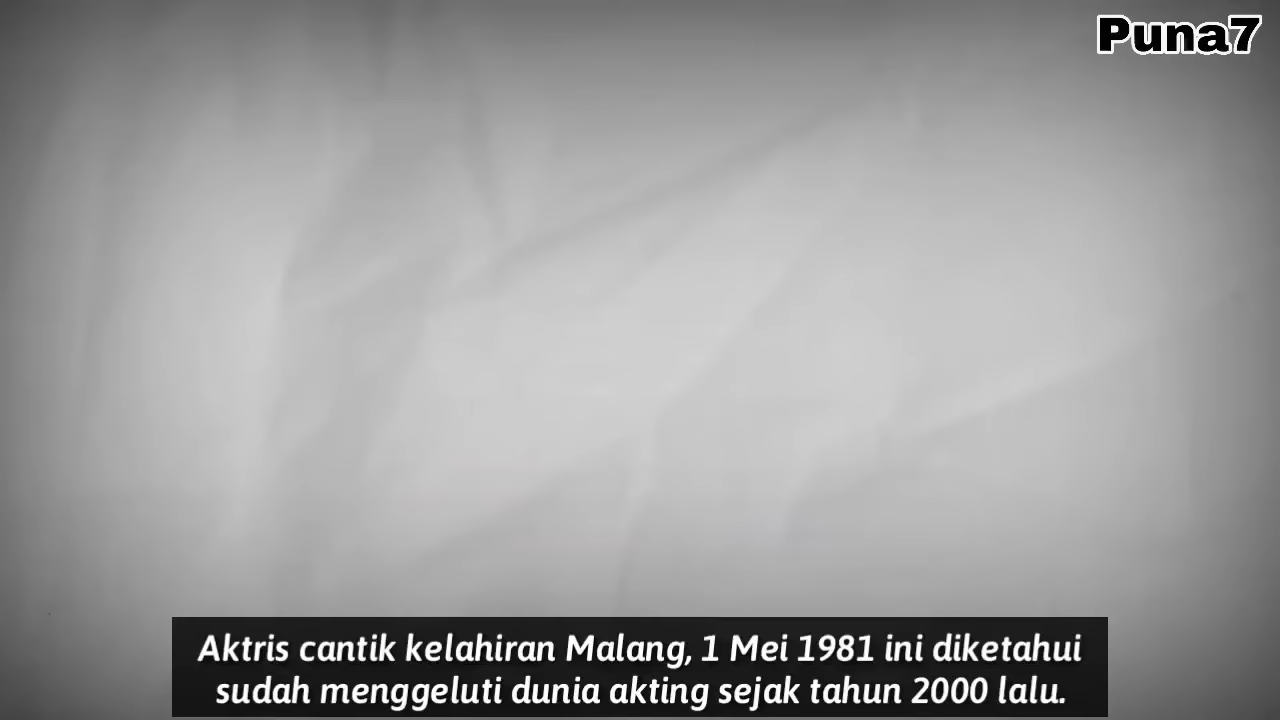 Puna7
Aktris cantik kelahiran Malang, 1 Mei 1981 ini diketahui
sudah menggeluti dunia akting sejak tahun 2000 lalu.